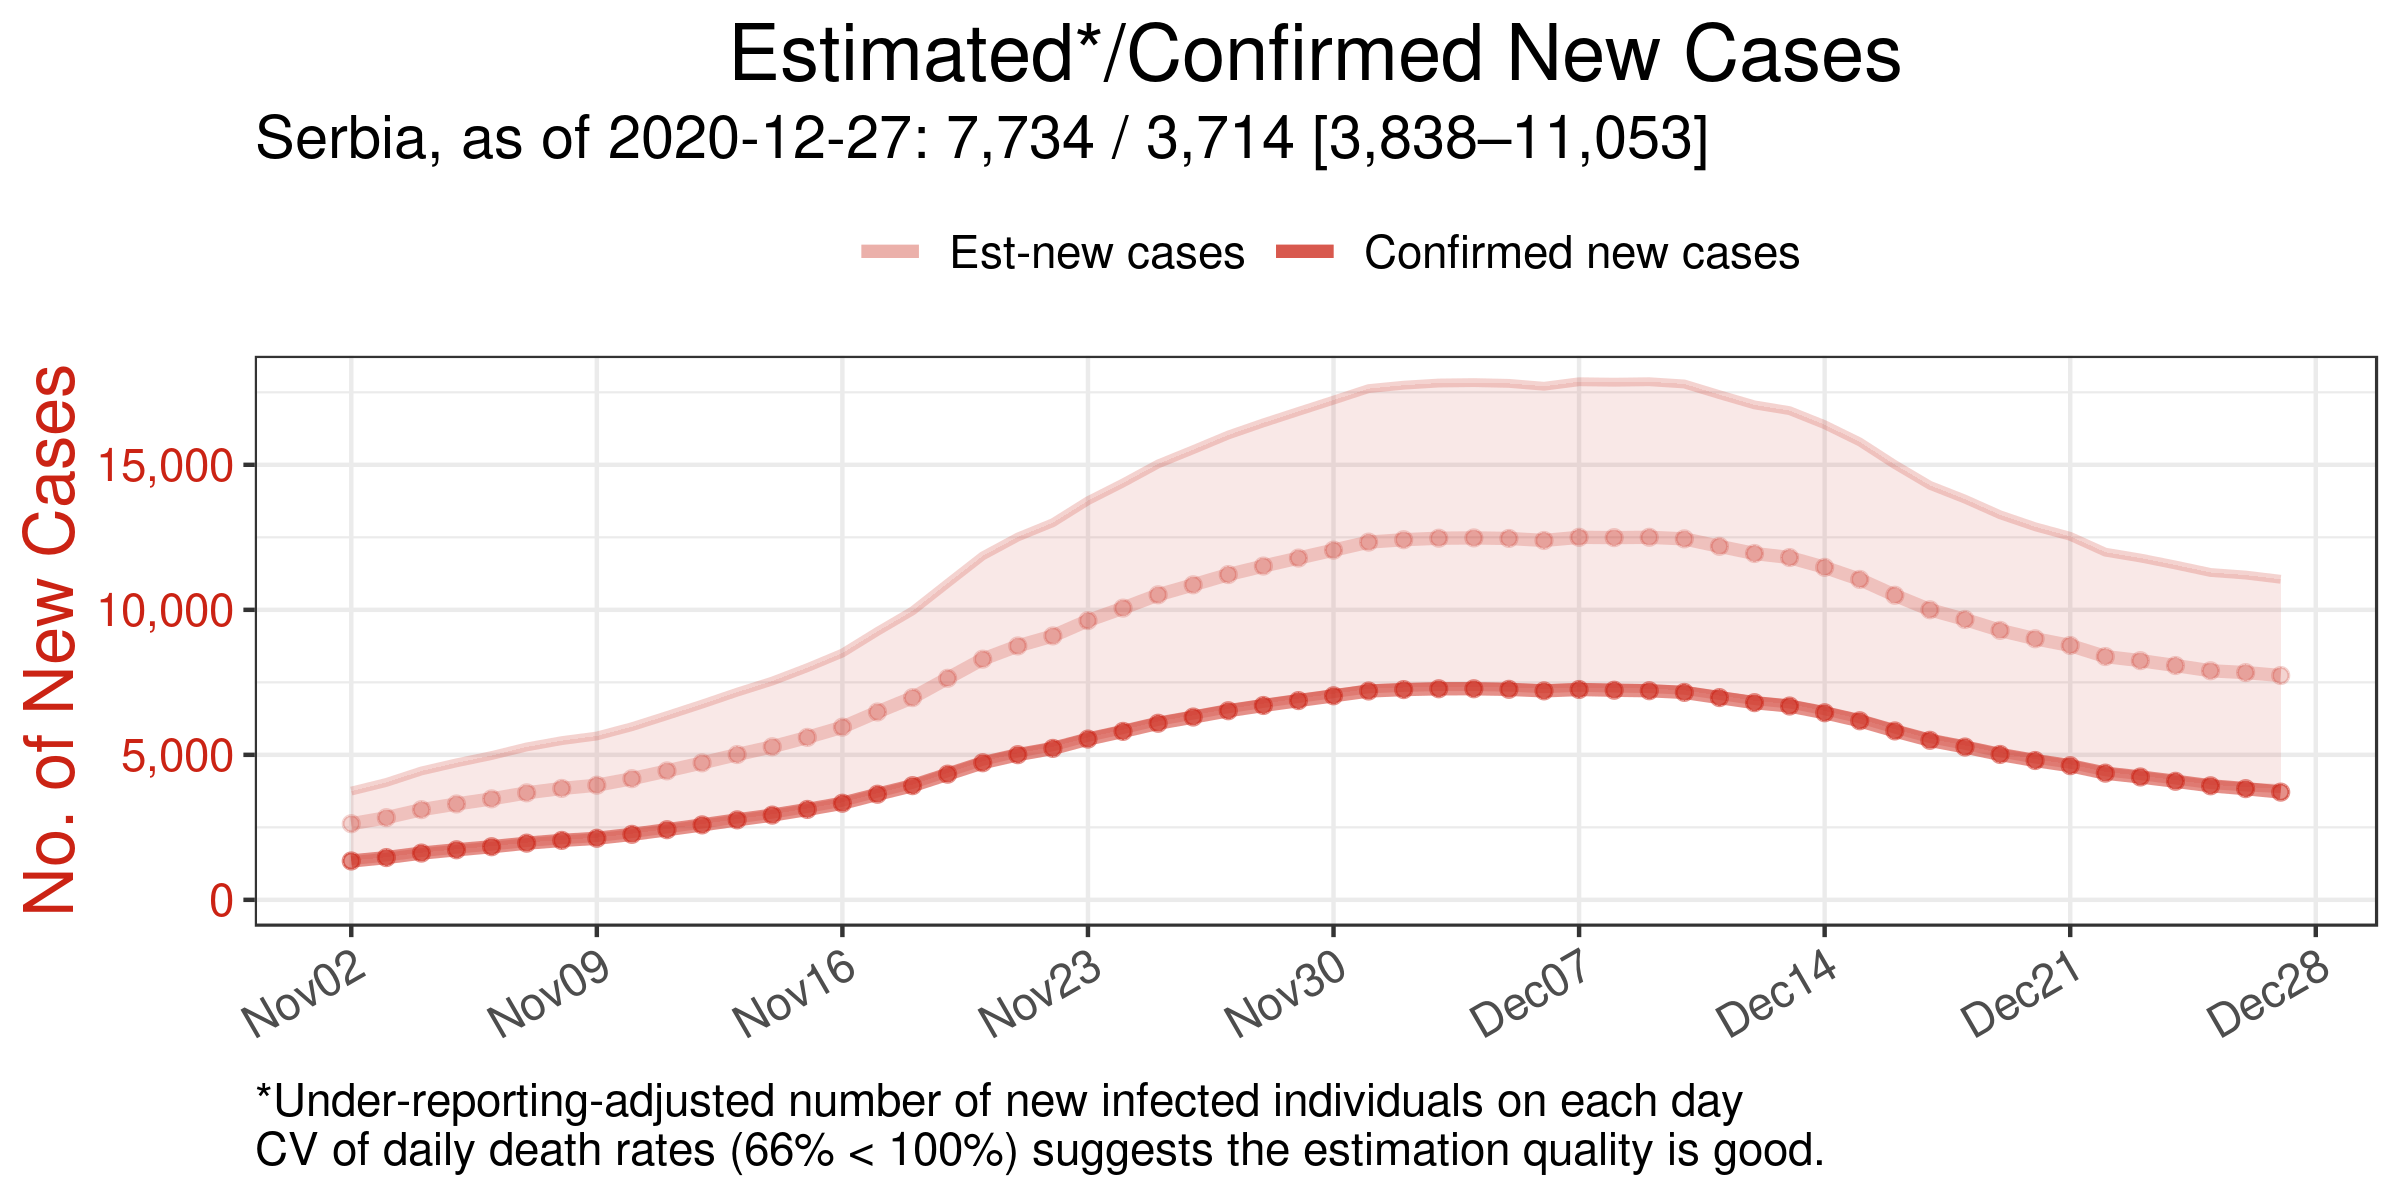 Estimated*/Confirmed New Cases
Serbia, as of 2020-12-27: 7,734 / 3,714 [3,838–11,053]
Est-new cases Confirmed new cases
No. of New Cases
15,000
10,000
5,000
0
Nov02 Nov09 Nov16 Nov23 Nov30 Dec07 Dec14 Dec21 Dec28
*Under-reporting-adjusted number of new infected individuals on each day
CV of daily death rates (66% < 100%) suggests the estimation quality is good.